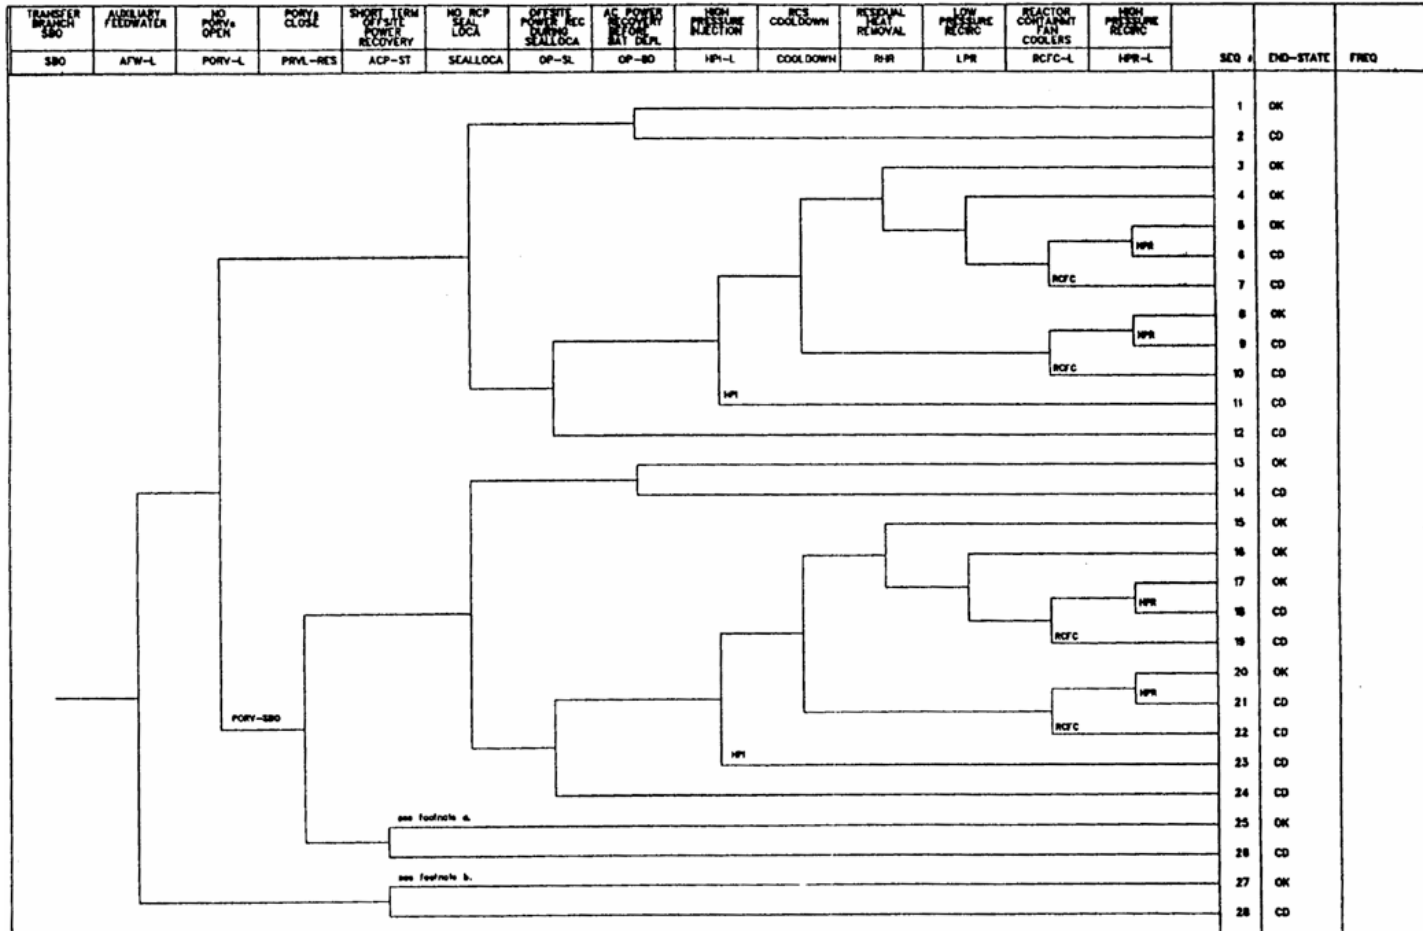 TRANSFER BRANCH SBO
AUXILIARY FEEDWATER
NO PORVs OPEN
PORVs CLOSE
SHORT TERM OFFSITE POWER RECOVERY
NO RCP SEAL LOCA
OFFSITE POWER REC DURING SEALLOCA
AC POWER RECOVERY BEFORE BAT DEPL
HIGH PRESSURE INJECTION
RCS COOLDOWN
RESIDUAL HEAT REMOVAL
LOW PRESSURE RECIRC
REACTOR CONTAINMT FAN COOLERS
HIGH PRESSURE RECIRC
SBO AFW-L PORV-L PRVL-RES ACP-ST SEALLOCA OP-SL OP-BD HPI-L COOLDOWN RHR LPR RCFC-L HPR-L SEQ # END-STATE FREQ
1 OK
2 CD
3 OK
4 OK
5 OK
HPR
6 CD
RCFC
7 CD
8 OK
HPR
9 CD
RCFC
10 CD
HPI
11 CD
12 CD
13 OK
14 CD
15 OK
16 OK
17 OK
HPR
18 CD
RCFC
19 CD
20 OK
HPR
21 CD
PORV-SBO
RCFC
22 CD
HPI
23 CD
24 CD
see footnote a.
25 OK
26 CD
see footnote b.
27 OK
28 CD